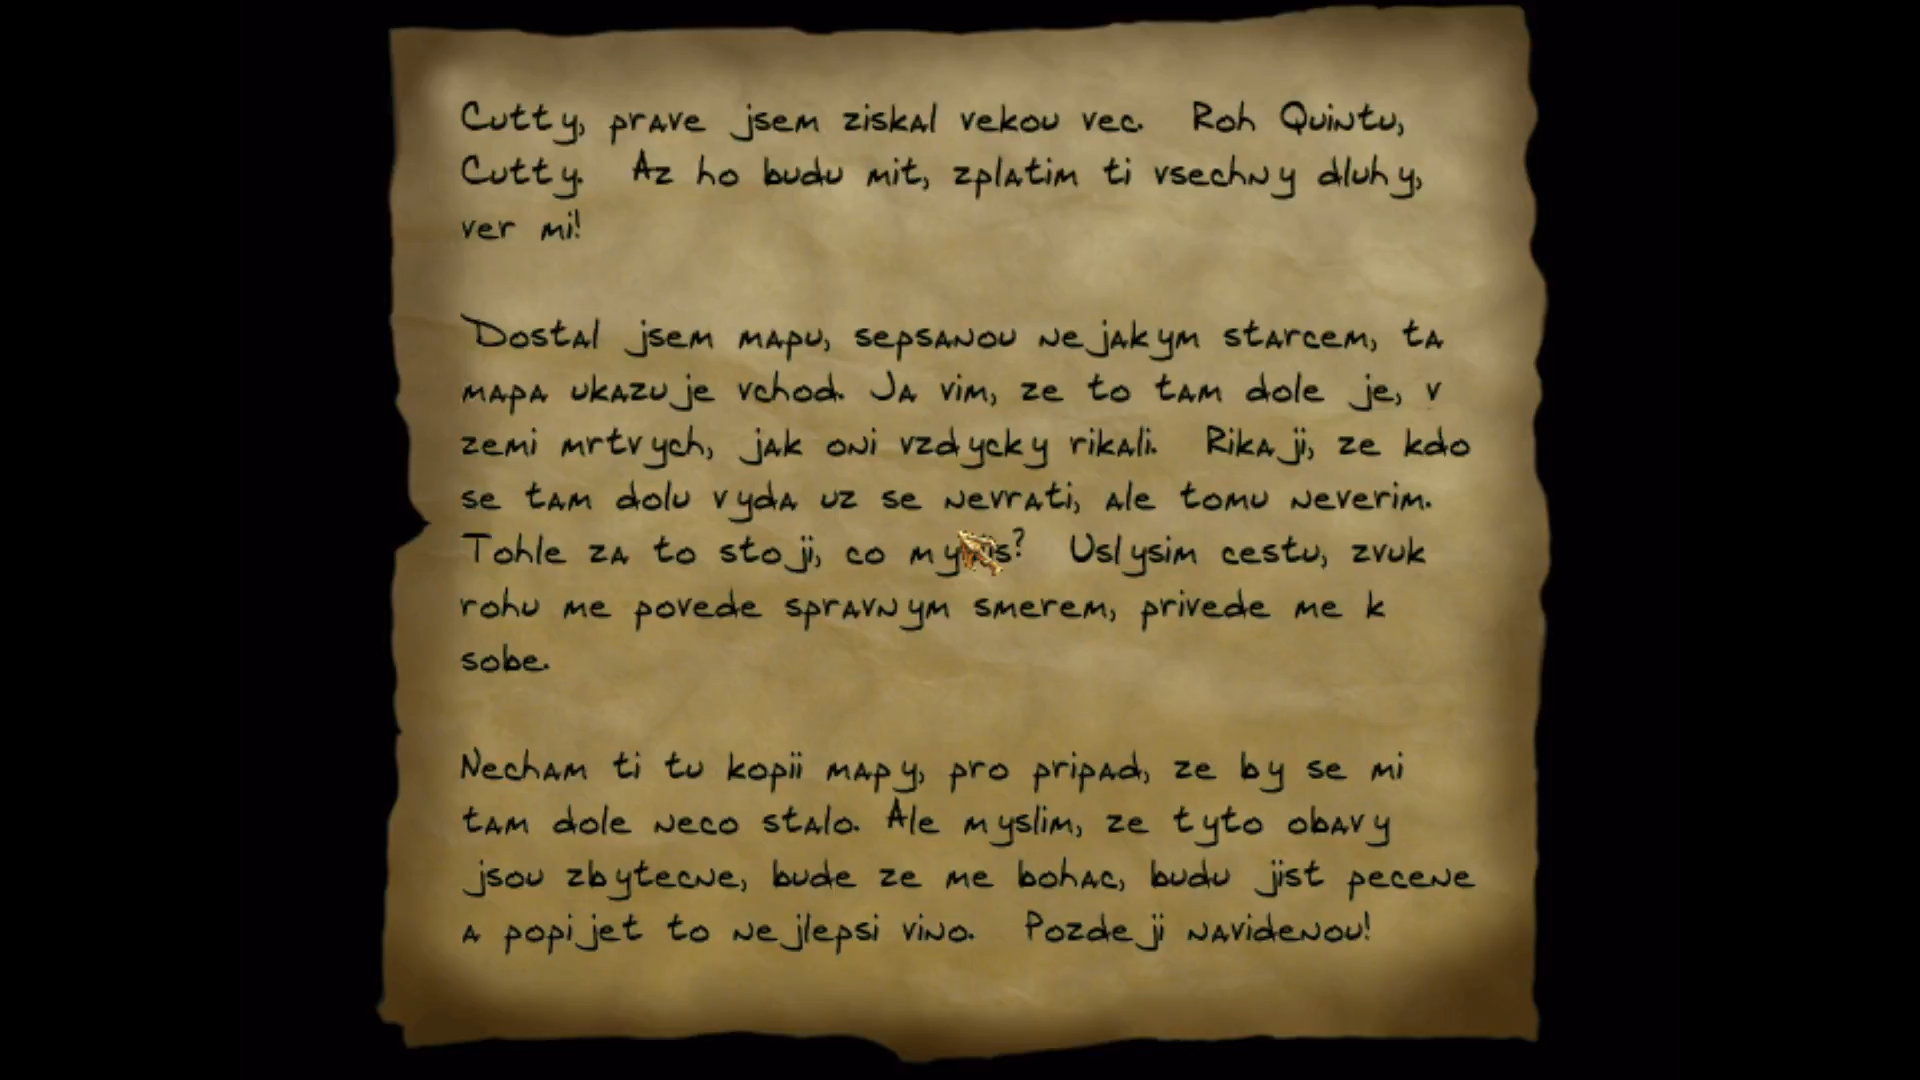 Cutty, prave jsem ziskal vekou vec. Roh Quintu,
Cutty. Az ho budu mit, zplatim ti vsechny dluhy,
ver mi!
Dostal jsem mapu, sepsanou nejakym starcem, ta
mapa ukazuje vchod. Ja vim, ze to tam dole je, v
zemi mrtvych, jak oni vzdycky rikali. Rikaji, ze kdo
se tam dolu vyda uz se nevrati, ale tomu neverim.
Tohle za to stoji, co Uslysim cestu, zvuk
rohu me povede spravnym smerem, privede me k
sobe.
Necham ti tu kopii mapy, pro pripad, ze by se mi
tam dole neco stalo. Ale myslim, ze tyto obavy
jsou zbytecne, bude ze me bohac, budu jist pecene
a popijet to nejlepsi vino. Pozdeji navidenou!